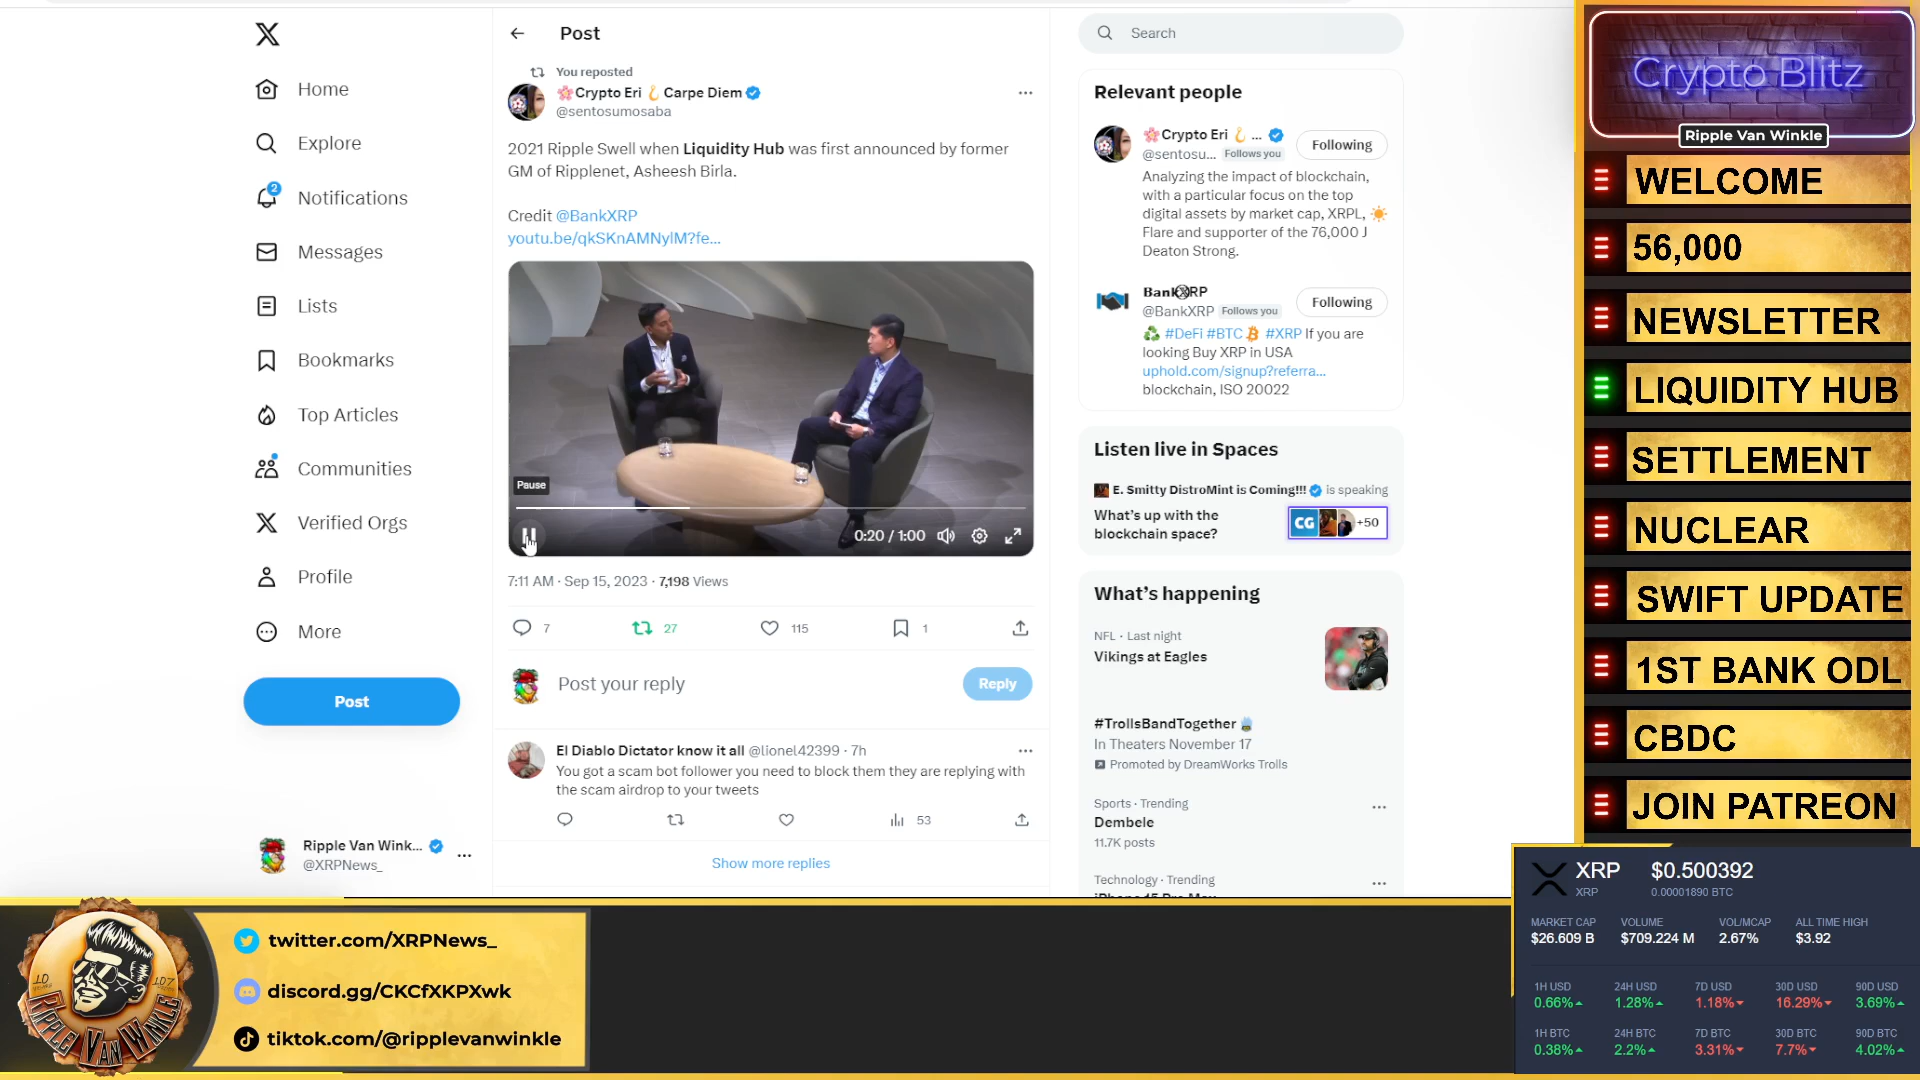 Home
Explore
2
Notifications
Messages
Lists
Bookmarks
Top Articles
Communities
Verified Orgs
Profile
More
Post
Ripple Van Wink...
@XRPNews_
Post
You reposted
Crypto Eri Carpe Diem
@sentosumosaba
2021 Ripple Swell when Liquidity Hub was first announced by former
GM of Ripplenet, Asheesh Birla.
Credit @BankXRP
youtu.be/qkSKnAMNylM?fe...
Pause
0:20 / 1:00
7:11 AM · Sep 15, 2023 · 7,198 Views
7
27
115
1
Post your reply
Reply
El Diablo Dictator know it all @lionel42399 · 7h
You got a scam bot follower you need to block them they are replying with
the scam airdrop to your tweets
53
Show more replies
Search
Relevant people
Crypto Eri ...
Following
@sentosu... Follows you
Analyzing the impact of blockchain,
with a particular focus on the top
digital assets by market cap, XRPL,
Flare and supporter of the 76,000 J
Deaton Strong.
BankXRP
Following
@BankXRP Follows you
#DeFi #BTC #XRP If you are
looking Buy XRP in USA
uphold.com/signup?referra...
blockchain, ISO 20022
Listen live in Spaces
E. Smitty DistroMint is Coming!!! is speaking
What's up with the
blockchain space?
CG
+50
What's happening
NFL · Last night
Vikings at Eagles
#TrollsBandTogether
In Theaters November 17
Promoted by DreamWorks Trolls
Sports · Trending
Dembele
11.7K posts
Technology · Trending
Crypto Blitz
Ripple Van Winkle
WELCOME
56,000
NEWSLETTER
LIQUIDITY HUB
SETTLEMENT
NUCLEAR
SWIFT UPDATE
1ST BANK ODL
CBDC
JOIN PATREON
XRP $0.500392
XRP 0.00001890 BTC
MARKET CAP VOLUME VOL/MCAP ALL TIME HIGH
$26.609 B $709.224 M 2.67% $3.92
1H USD 24H USD 7D USD 30D USD 90D USD
0.66% 1.28% 1.18% 16.29% 3.69%
1H BTC 24H BTC 7D BTC 30D BTC 90D BTC
0.38% 2.2% 3.31% 7.7% 4.02%
RIPPLE VAN WINKLE
twitter.com/XRPNews_
discord.gg/CKCfXKPXwk
tiktok.com/@ripplevanwinkle